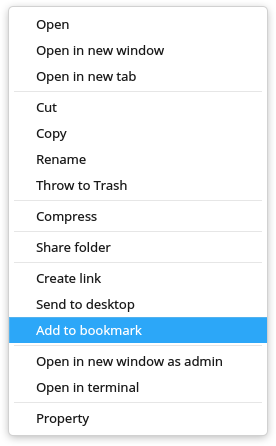 Open
Open in new window
Open in new tab
Cut
Copy
Rename
Throw to Trash
Compress
Share folder
Create link
Send to desktop
Add to bookmark
Open in new window as admin
Open in terminal
Property